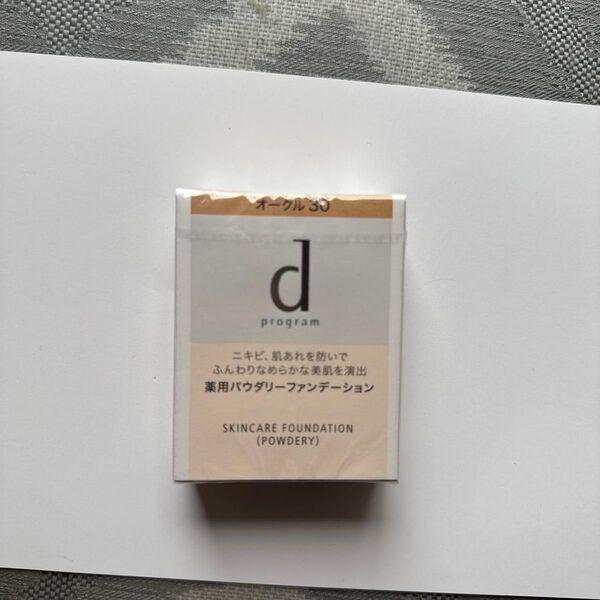 オークル 30
d
program
ニキビ、肌あれを防いで
ふんわりなめらかな美肌を演出
薬用パウダリーファンデーション
SKINCARE FOUNDATION
(POWDERY)